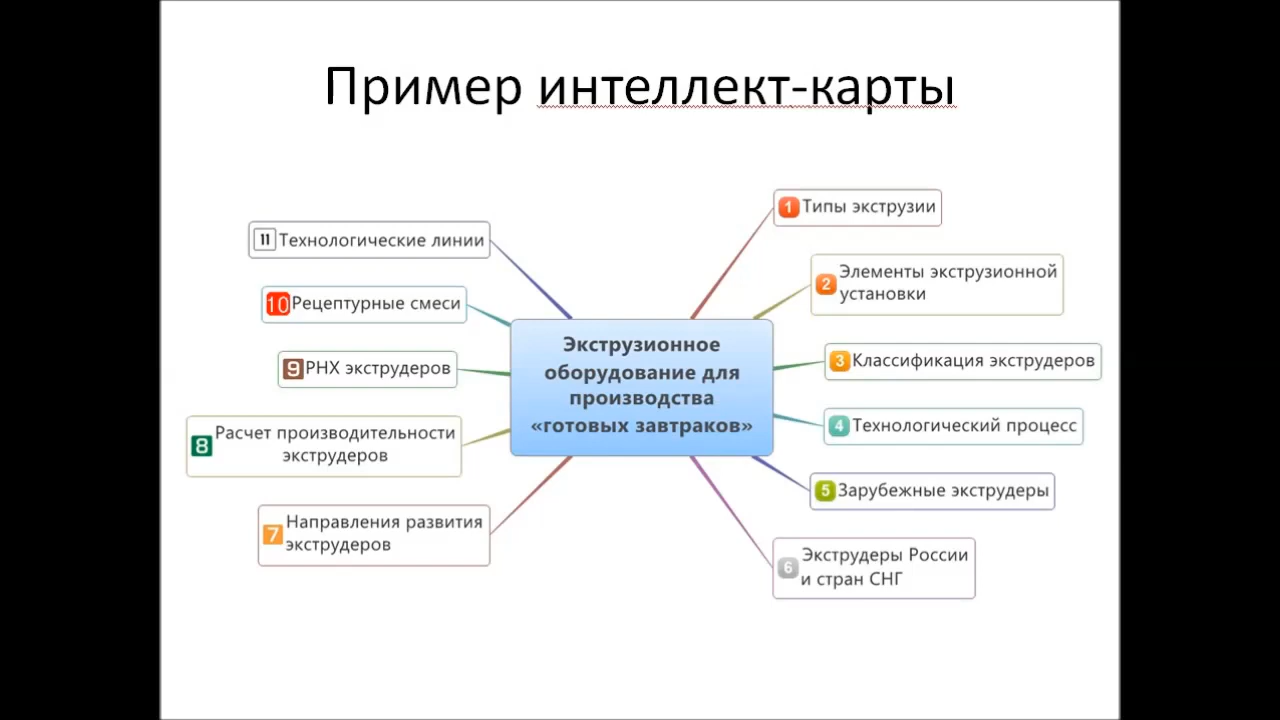 Пример интеллект-карты
1 Типы экструзии
2 Элементы экструзионной
установки
3 Классификация экструдеров
4 Технологический процесс
5 Зарубежные экструдеры
6 Экструдеры России
и стран СНГ
7 Направления развития
экструдеров
8 Расчет производительности
экструдеров
9 РНХ экструдеров
10 Рецептурные смеси
11 Технологические линии
Экструзионное
оборудование для
производства
«готовых завтраков»